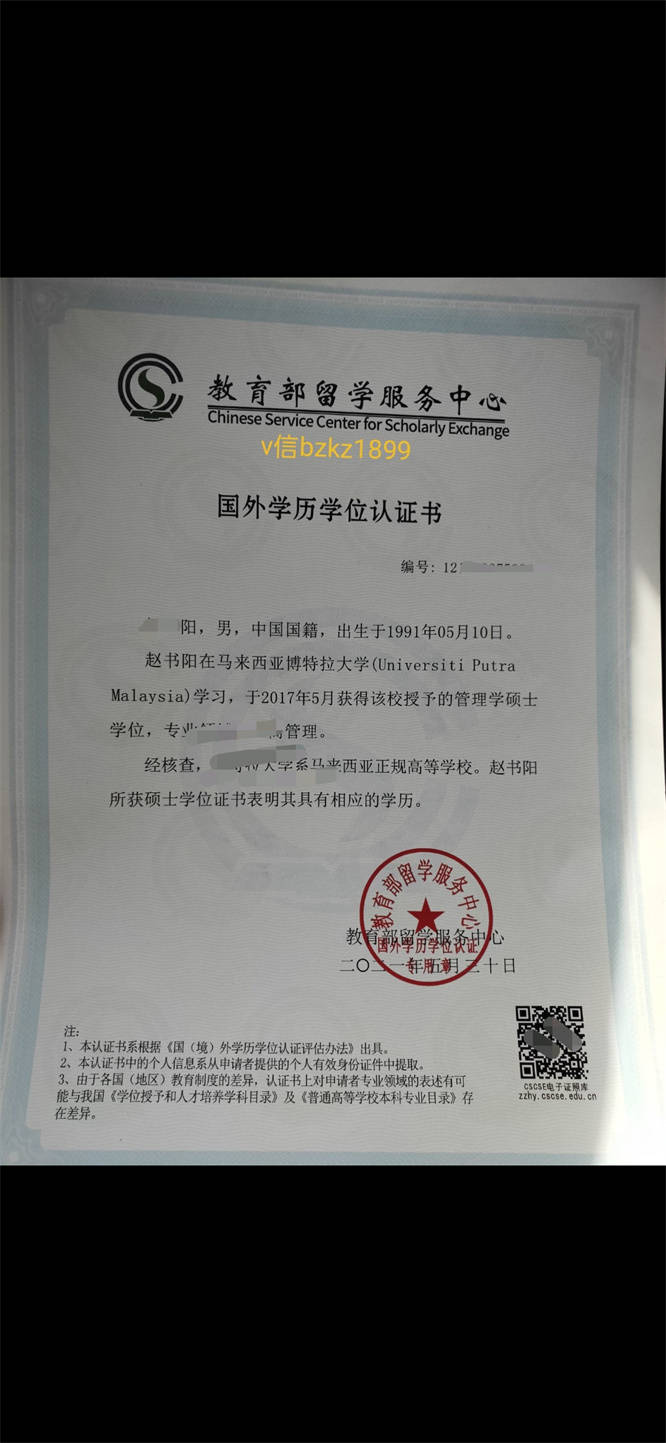 教育部留学服务中心
Chinese Service Center for Scholarly Exchange
v信bzkz1899
国外学历学位认证书
编号: 121
阳，男，中国国籍，出生于1991年05月10日。
赵书阳在马来西亚博特拉大学(Universiti Putra
Malaysia)学习，于2017年5月获得该校授予的管理学硕士
学位，专业 管理。
经核查， 大学系马来西亚正规高等学校。赵书阳
所获硕士学位证书表明其具有相应的学历。
教育部留学服务中心
国外学历学位认证
专用章
教育部留学服务中心
二〇二一年五月三十日
注：
1、本认证书系根据《国（境）外学历学位认证评估办法》出具。
2、本认证书中的个人信息系从申请者提供的个人有效身份证件中提取。
3、由于各国（地区）教育制度的差异，认证书上对申请者专业领域的表述有可
能与我国《学位授予和人才培养学科目录》及《普通高等学校本科专业目录》存
在差异。
CSCSE电子证照库
zzhy.cscse.edu.cn